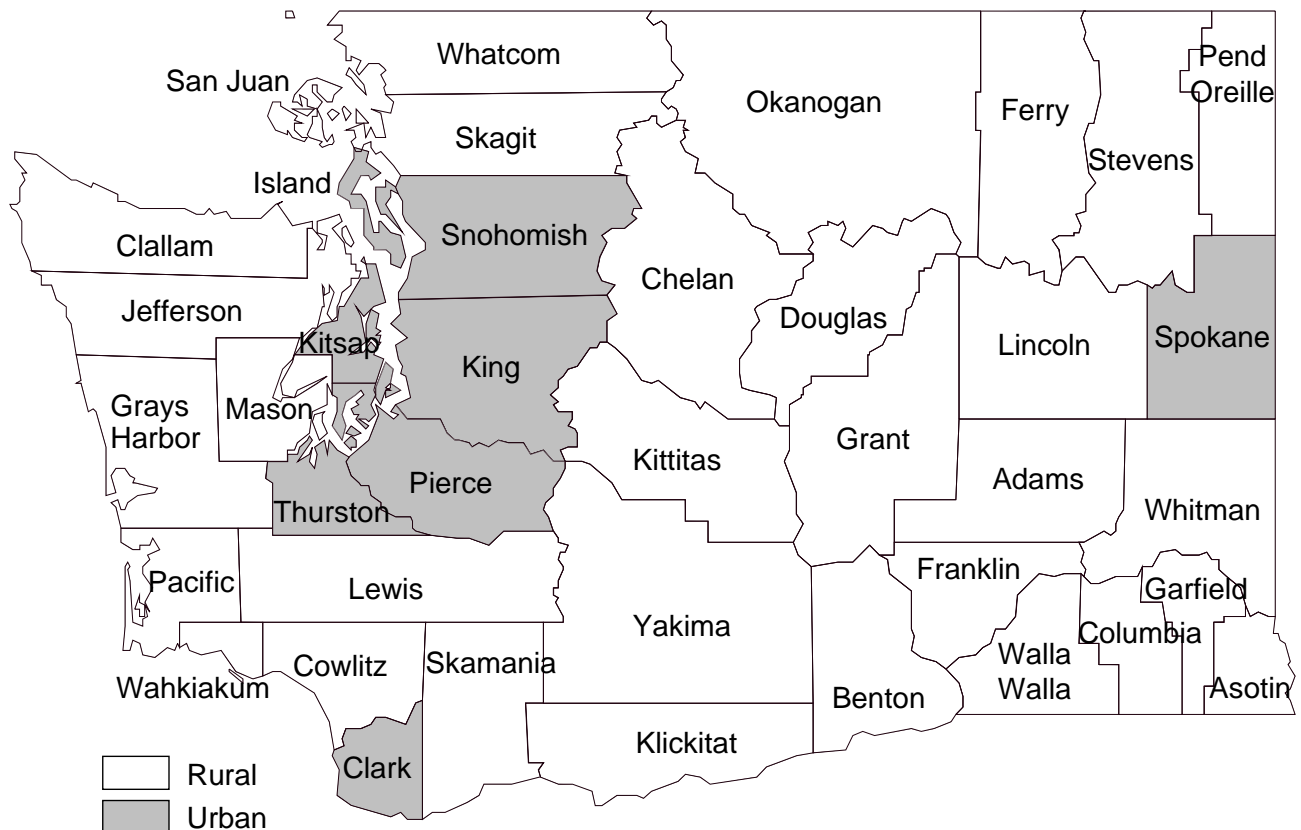 Whatcom
San Juan
Okanogan
Ferry
Pend
Oreille
Skagit
Stevens
Island
Clallam
Snohomish
Chelan
Jefferson
Douglas
Kitsap
Lincoln
Spokane
King
Grays
Harbor
Mason
Kittitas
Grant
Pierce
Adams
Thurston
Whitman
Pacific
Lewis
Franklin
Garfield
Yakima
Columbia
Wahkiakum
Cowlitz
Skamania
Walla
Walla
Asotin
Benton
Klickitat
Clark
Rural
Urban